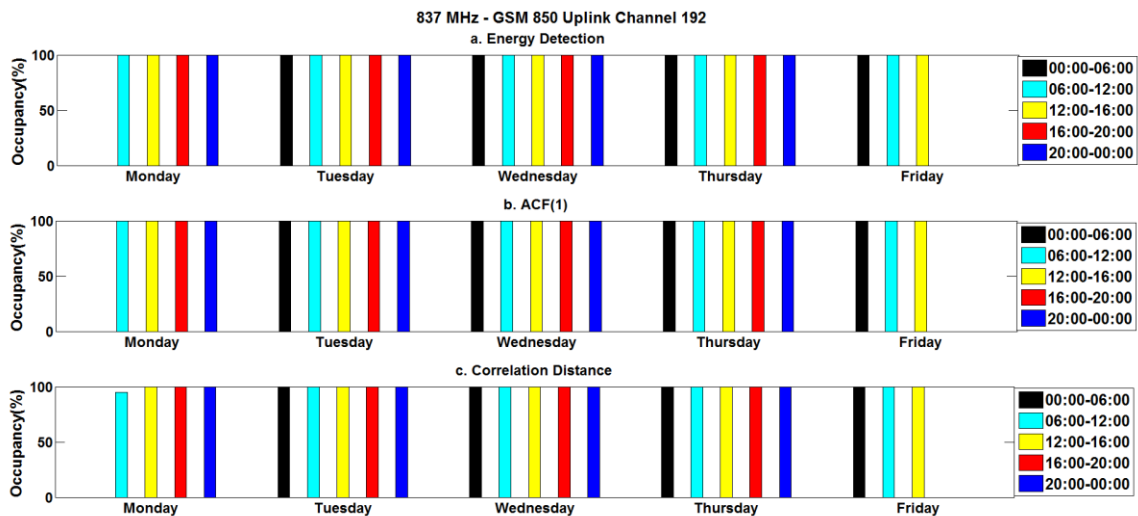 837 MHz - GSM 850 Uplink Channel 192
a. Energy Detection
Occupancy(%)
100
50
0
Monday Tuesday Wednesday Thursday Friday
00:00-06:00
06:00-12:00
12:00-16:00
16:00-20:00
20:00-00:00
b. ACF(1)
Occupancy(%)
100
50
0
Monday Tuesday Wednesday Thursday Friday
00:00-06:00
06:00-12:00
12:00-16:00
16:00-20:00
20:00-00:00
c. Correlation Distance
Occupancy(%)
100
50
0
Monday Tuesday Wednesday Thursday Friday
00:00-06:00
06:00-12:00
12:00-16:00
16:00-20:00
20:00-00:00